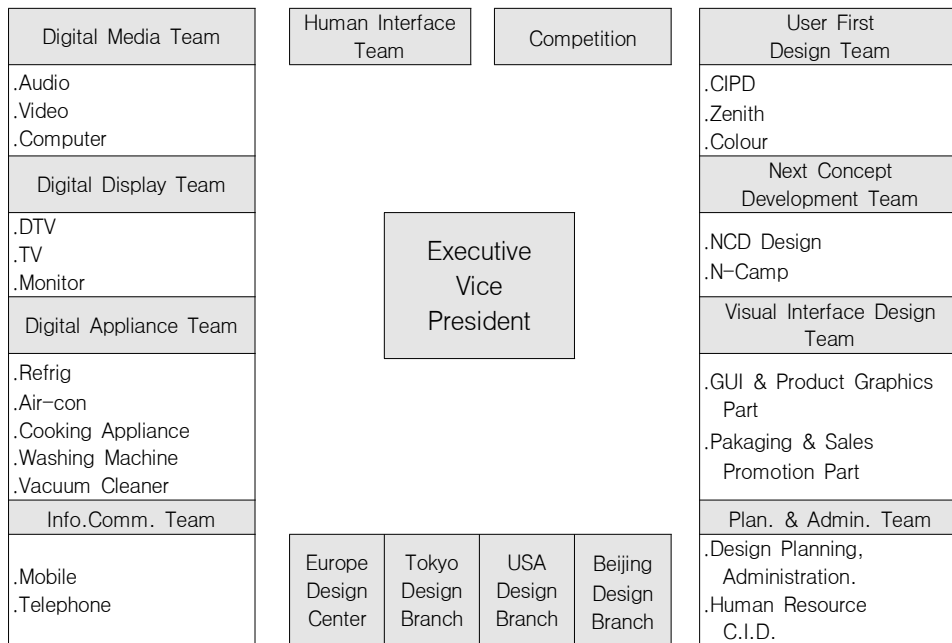 Digital Media Team
.Audio
.Video
.Computer
Digital Display Team
.DTV
.TV
.Monitor
Digital Appliance Team
.Refrig
.Air-con
.Cooking Appliance
.Washing Machine
.Vacuum Cleaner
Info.Comm. Team
.Mobile
.Telephone
Human Interface
Team
Competition
Executive
Vice
President
Europe
Design
Center
Tokyo
Design
Branch
USA
Design
Branch
Beijing
Design
Branch
User First
Design Team
.CIPD
.Zenith
.Colour
Next Concept
Development Team
.NCD Design
.N-Camp
Visual Interface Design
Team
.GUI & Product Graphics
Part
.Pakaging & Sales
Promotion Part
Plan. & Admin. Team
.Design Planning,
Administration.
.Human Resource
C.I.D.